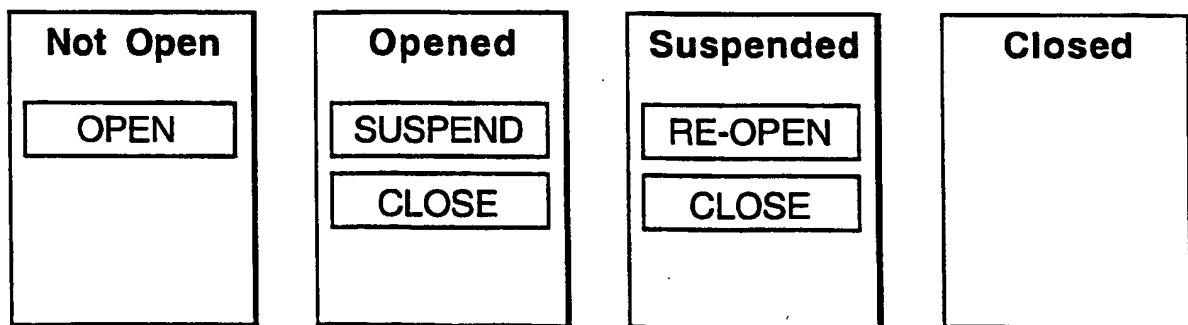 Not Open
OPEN
Opened
SUSPEND
CLOSE
Suspended
RE-OPEN
CLOSE
Closed